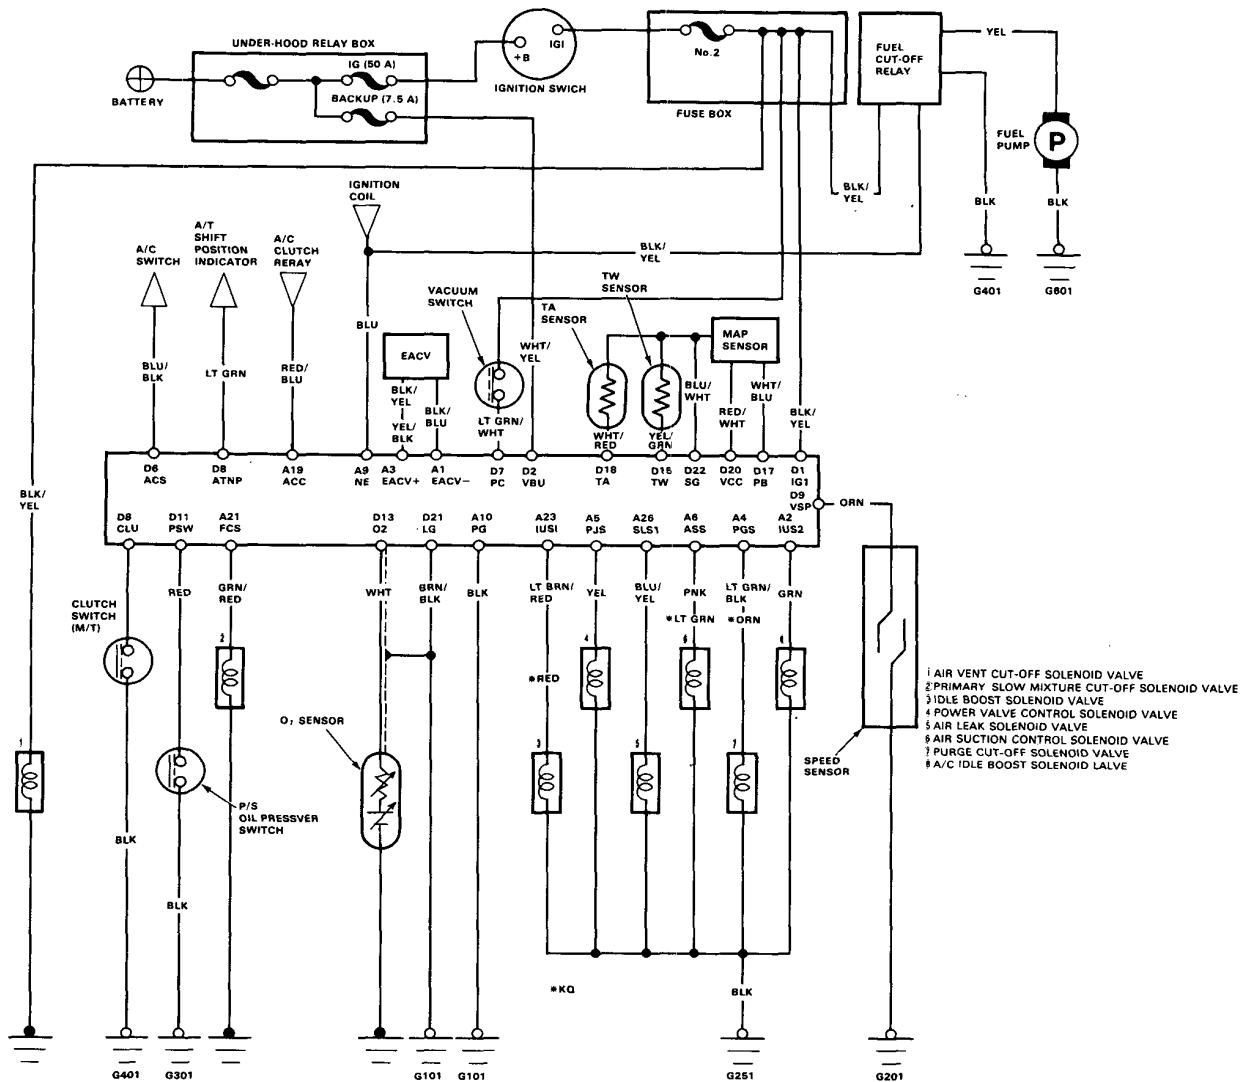 UNDER-HOOD RELAY BOX
IG (50 A)
BACKUP (7.5 A)
BATTERY
+B
IGI
IGNITION SWICH
No.2
FUSE BOX
FUEL
CUT-OFF
RELAY
YEL
FUEL
PUMP
P
BLK/
YEL
BLK
BLK
G401
G601
IGNITION
COIL
A/C
SWITCH
A/T
SHIFT
POSITION
INDICATOR
A/C
CLUTCH
RERAY
BLK/
YEL
VACUUM
SWITCH
TW
SENSOR
TA
SENSOR
MAP
SENSOR
BLU
EACV
WHT/
YEL
BLU/
BLK
LT GRN
RED/
BLU
BLK/
YEL
YEL/
BLK
BLK/
BLU
LT GRN/
WHT
WHT/
RED
YEL/
GRN
BLU/
WHT
RED/
WHT
WHT/
BLU
BLK/
YEL
BLK/
YEL
D6
ACS
D8
ATNP
A19
ACC
A9
NE
A3
EACV+
A1
EACV−
D7
PC
D2
VBU
D18
TA
D15
TW
D22
SG
D20
VCC
D17
PB
D1
IG1
D9
VSP
ORN
D8
CLU
D11
PSW
A21
FCS
D13
O2
D21
LG
A10
PG
A23
IUSI
A5
PJS
A26
SLS1
A6
ASS
A4
PGS
A2
IUS2
CLUTCH
SWITCH
(M/T)
RED
GRN/
RED
WHT
BRN/
BLK
BLK
LT BRN/
RED
YEL
BLU/
YEL
PNK
LT GRN/
BLK
GRN
*LT GRN
*ORN
*RED
2
4
6
8
1
3
5
7
O₂ SENSOR
P/S
OIL PRESSVER
SWITCH
SPEED
SENSOR
1 AIR VENT CUT-OFF SOLENOID VALVE
2 PRIMARY SLOW MIXTURE CUT-OFF SOLENOID VALVE
3 IDLE BOOST SOLENOID VALVE
4 POWER VALVE CONTROL SOLENOID VALVE
5 AIR LEAK SOLENOID VALVE
6 AIR SUCTION CONTROL SOLENOID VALVE
7 PURGE CUT-OFF SOLENOID VALVE
8 A/C IDLE BOOST SOLENOID LALVE
BLK
BLK
*KQ
BLK
G401
G301
G101
G101
G251
G201